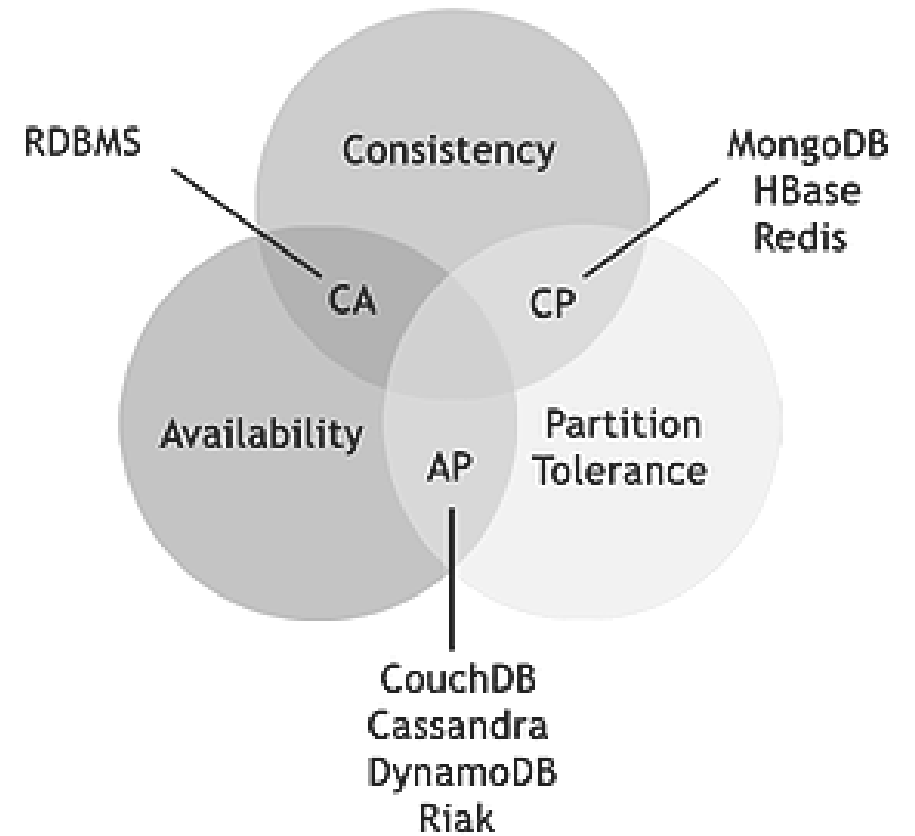 RDBMS
Consistency
MongoDB
HBase
Redis
CA
CP
Availability
Partition
Tolerance
AP
CouchDB
Cassandra
DynamoDB
Riak